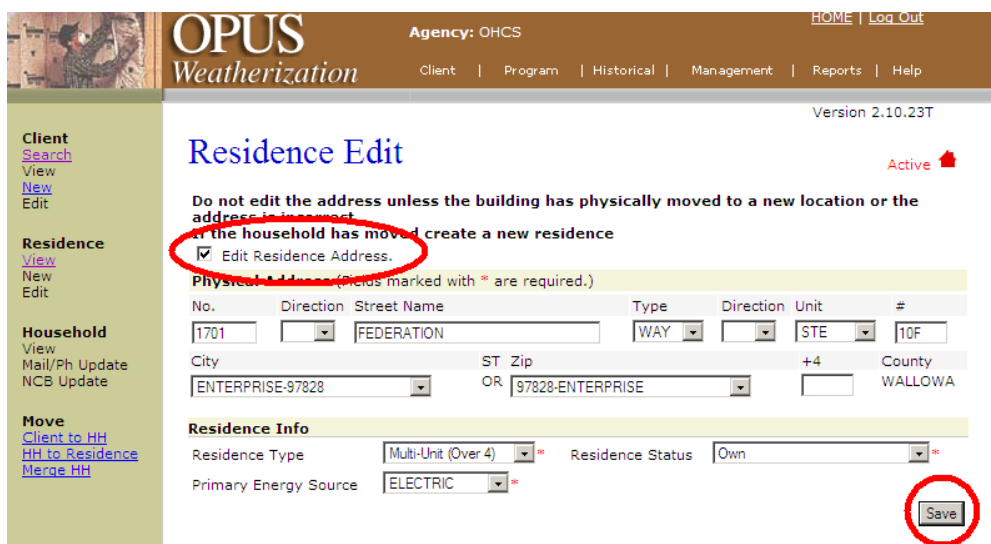 HOME | Log Out
OPUS
Agency: OHCS
Weatherization
Client | Program | Historical | Management | Reports | Help
Version 2.10.23T
Client
Search
View
New
Edit
Residence
View
New
Edit
Household
View
Mail/Ph Update
NCB Update
Move
Client to HH
HH to Residence
Merge HH
Residence Edit
Active
Do not edit the address unless the building has physically moved to a new location or the
address is incorrect.
If the household has moved create a new residence
Edit Residence Address.
Physical Address (Fields marked with * are required.)
No. Direction Street Name Type Direction Unit #
1701 FEDERATION WAY STE 10F
City ST Zip +4 County
ENTERPRISE-97828 OR 97828-ENTERPRISE WALLOWA
Residence Info
Residence Type Multi-Unit (Over 4) * Residence Status Own *
Primary Energy Source ELECTRIC *
Save